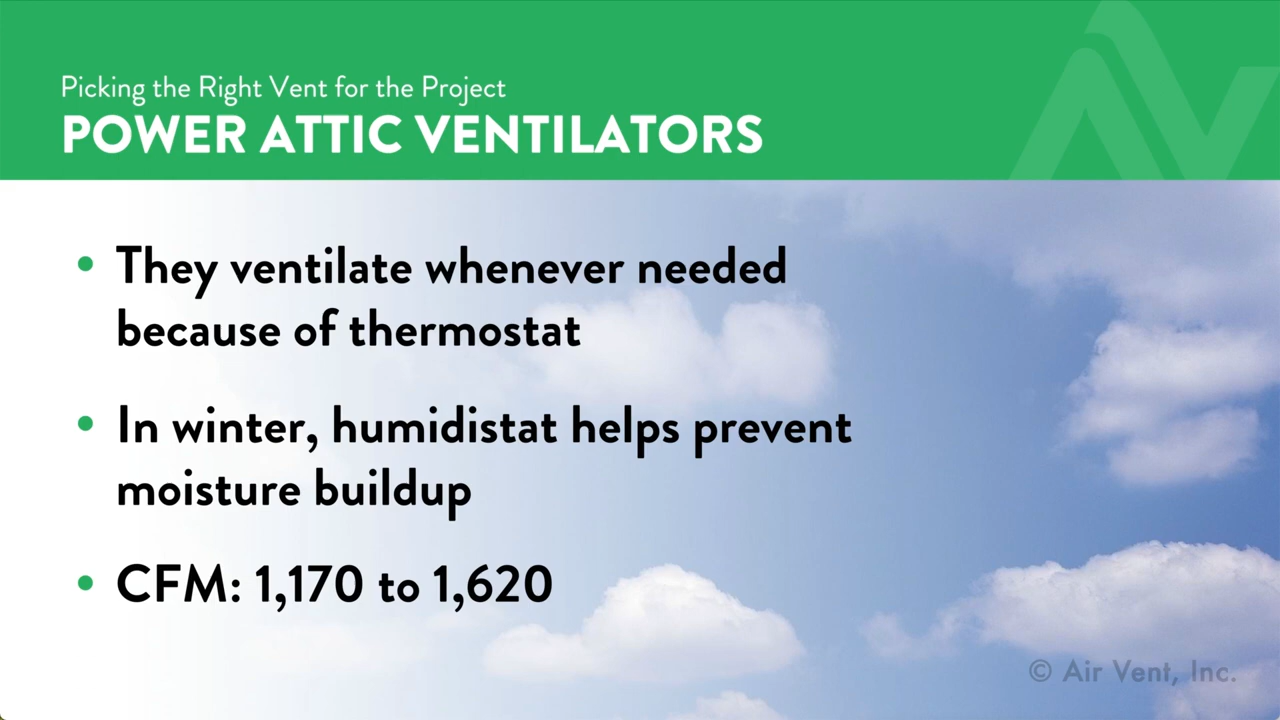 Picking the Right Vent for the Project
POWER ATTIC VENTILATORS
• They ventilate whenever needed
because of thermostat
• In winter, humidistat helps prevent
moisture buildup
• CFM: 1,170 to 1,620
© Air Vent, Inc.